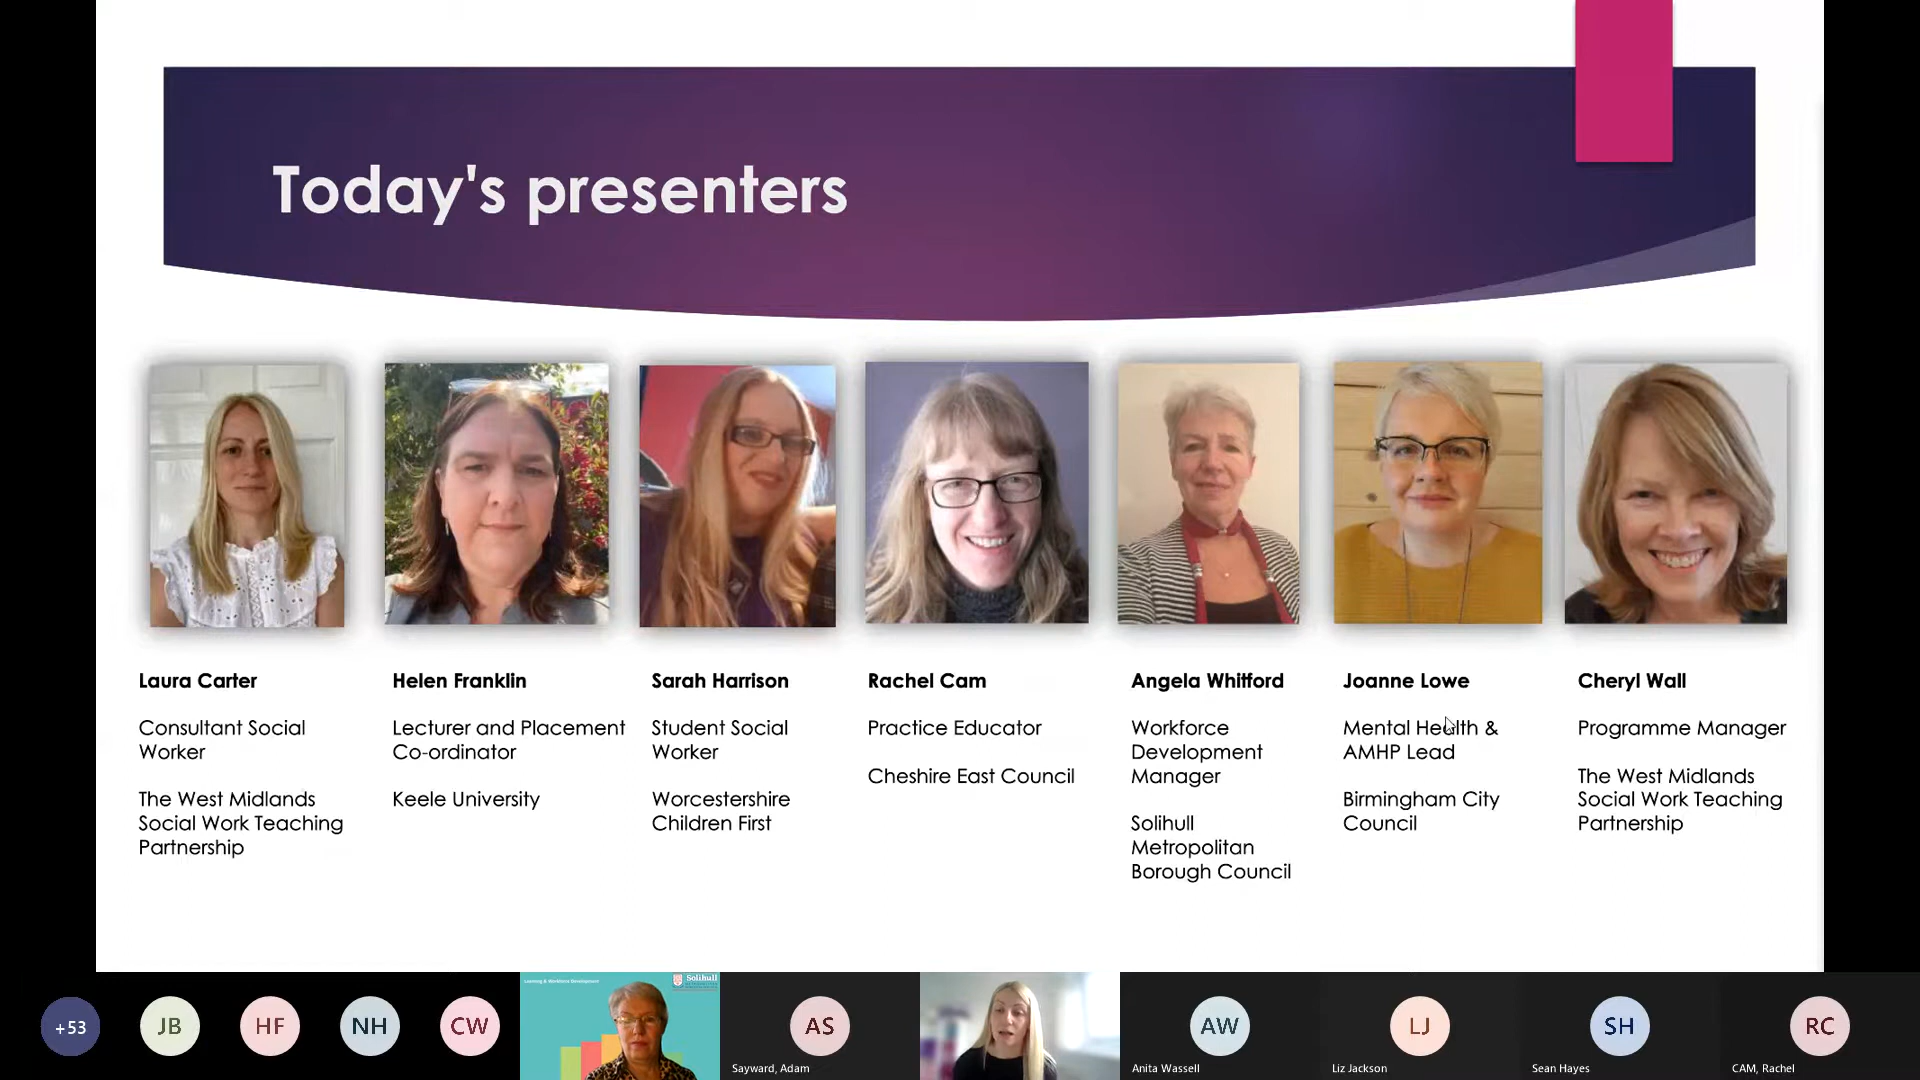 Today's presenters
Laura Carter
Consultant Social
Worker
The West Midlands
Social Work Teaching
Partnership
Helen Franklin
Lecturer and Placement
Co-ordinator
Keele University
Sarah Harrison
Student Social
Worker
Worcestershire
Children First
Rachel Cam
Practice Educator
Cheshire East Council
Angela Whitford
Workforce
Development
Manager
Solihull
Metropolitan
Borough Council
Joanne Lowe
Mental Health &
AMHP Lead
Birmingham City
Council
Cheryl Wall
Programme Manager
The West Midlands
Social Work Teaching
Partnership
+53
JB
HF
NH
CW
Learning & Workforce Development
Solihull
AS
Sayward, Adam
AW
Anita Wassell
LJ
Liz Jackson
SH
Sean Hayes
RC
CAM, Rachel